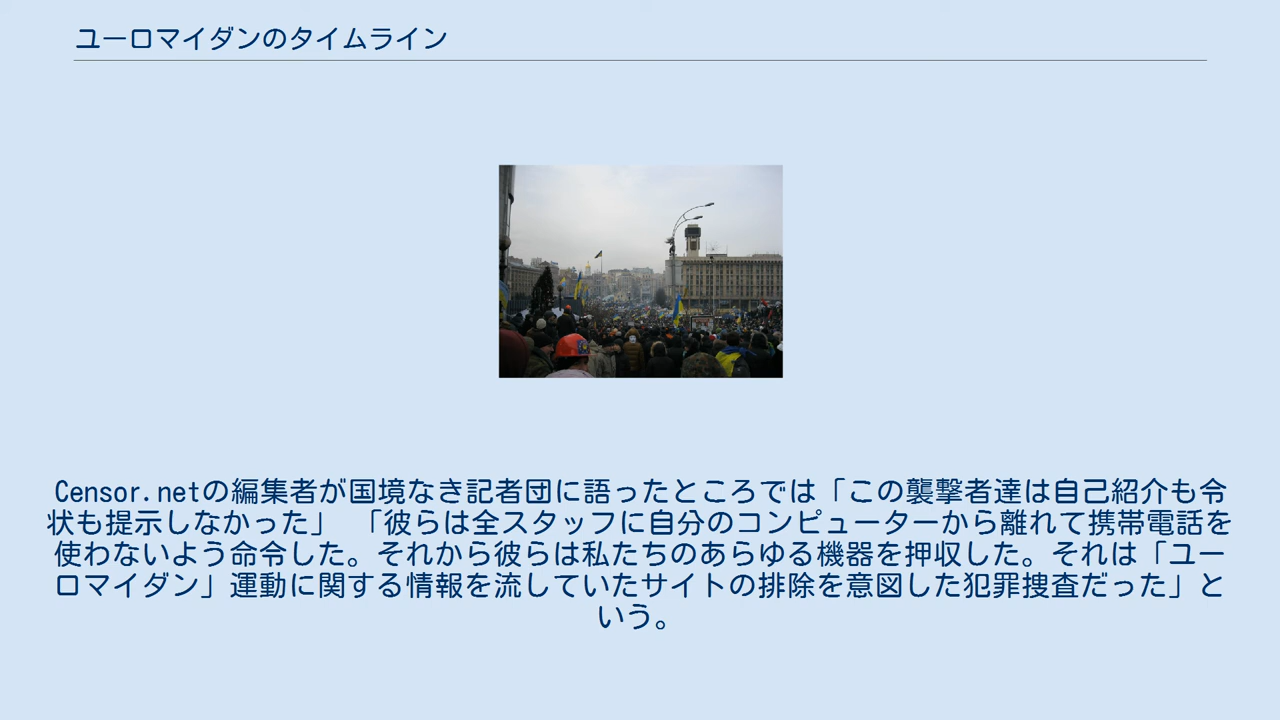 ユーロマイダンのタイムライン
Censor.netの編集者が国境なき記者団に語ったところでは「この襲撃者達は自己紹介も令
状も提示しなかった」　「彼らは全スタッフに自分のコンピューターから離れて携帯電話を
使わないよう命令した。それから彼らは私たちのあらゆる機器を押収した。それは「ユー
ロマイダン」運動に関する情報を流していたサイトの排除を意図した犯罪捜査だった」と
いう。